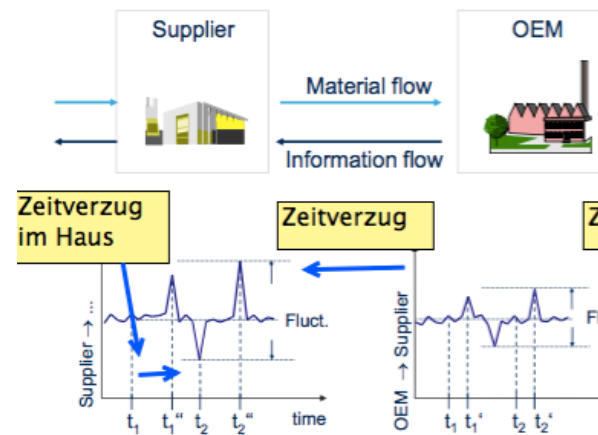 Supplier
OEM
Material flow
Information flow
Zeitverzug
im Haus
Zeitverzug
Z
Supplier → ...
Fluct.
t₁ t₁“ t₂ t₂“ time
OEM → Supplier
Fl
t₁ t₁‘ t₂ t₂‘